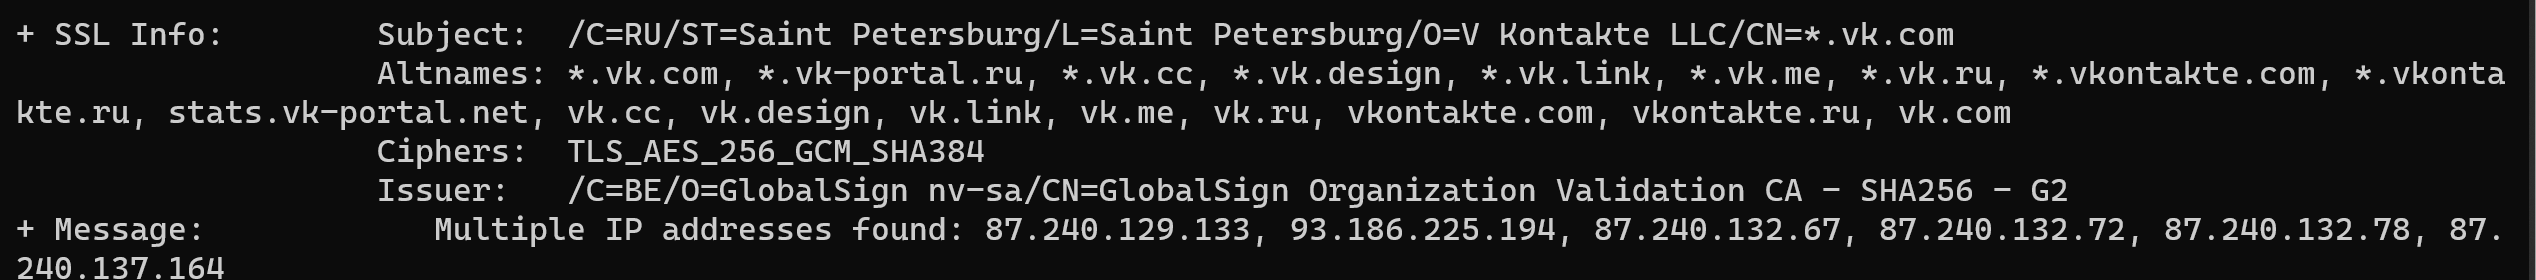 + SSL Info:        Subject:  /C=RU/ST=Saint Petersburg/L=Saint Petersburg/O=V Kontakte LLC/CN=*.vk.com
                   Altnames: *.vk.com, *.vk-portal.ru, *.vk.cc, *.vk.design, *.vk.link, *.vk.me, *.vk.ru, *.vkontakte.com, *.vkonta
kte.ru, stats.vk-portal.net, vk.cc, vk.design, vk.link, vk.me, vk.ru, vkontakte.com, vkontakte.ru, vk.com
                   Ciphers:  TLS_AES_256_GCM_SHA384
                   Issuer:   /C=BE/O=GlobalSign nv-sa/CN=GlobalSign Organization Validation CA - SHA256 - G2
+ Message:            Multiple IP addresses found: 87.240.129.133, 93.186.225.194, 87.240.132.67, 87.240.132.72, 87.240.132.78, 87.
240.137.164